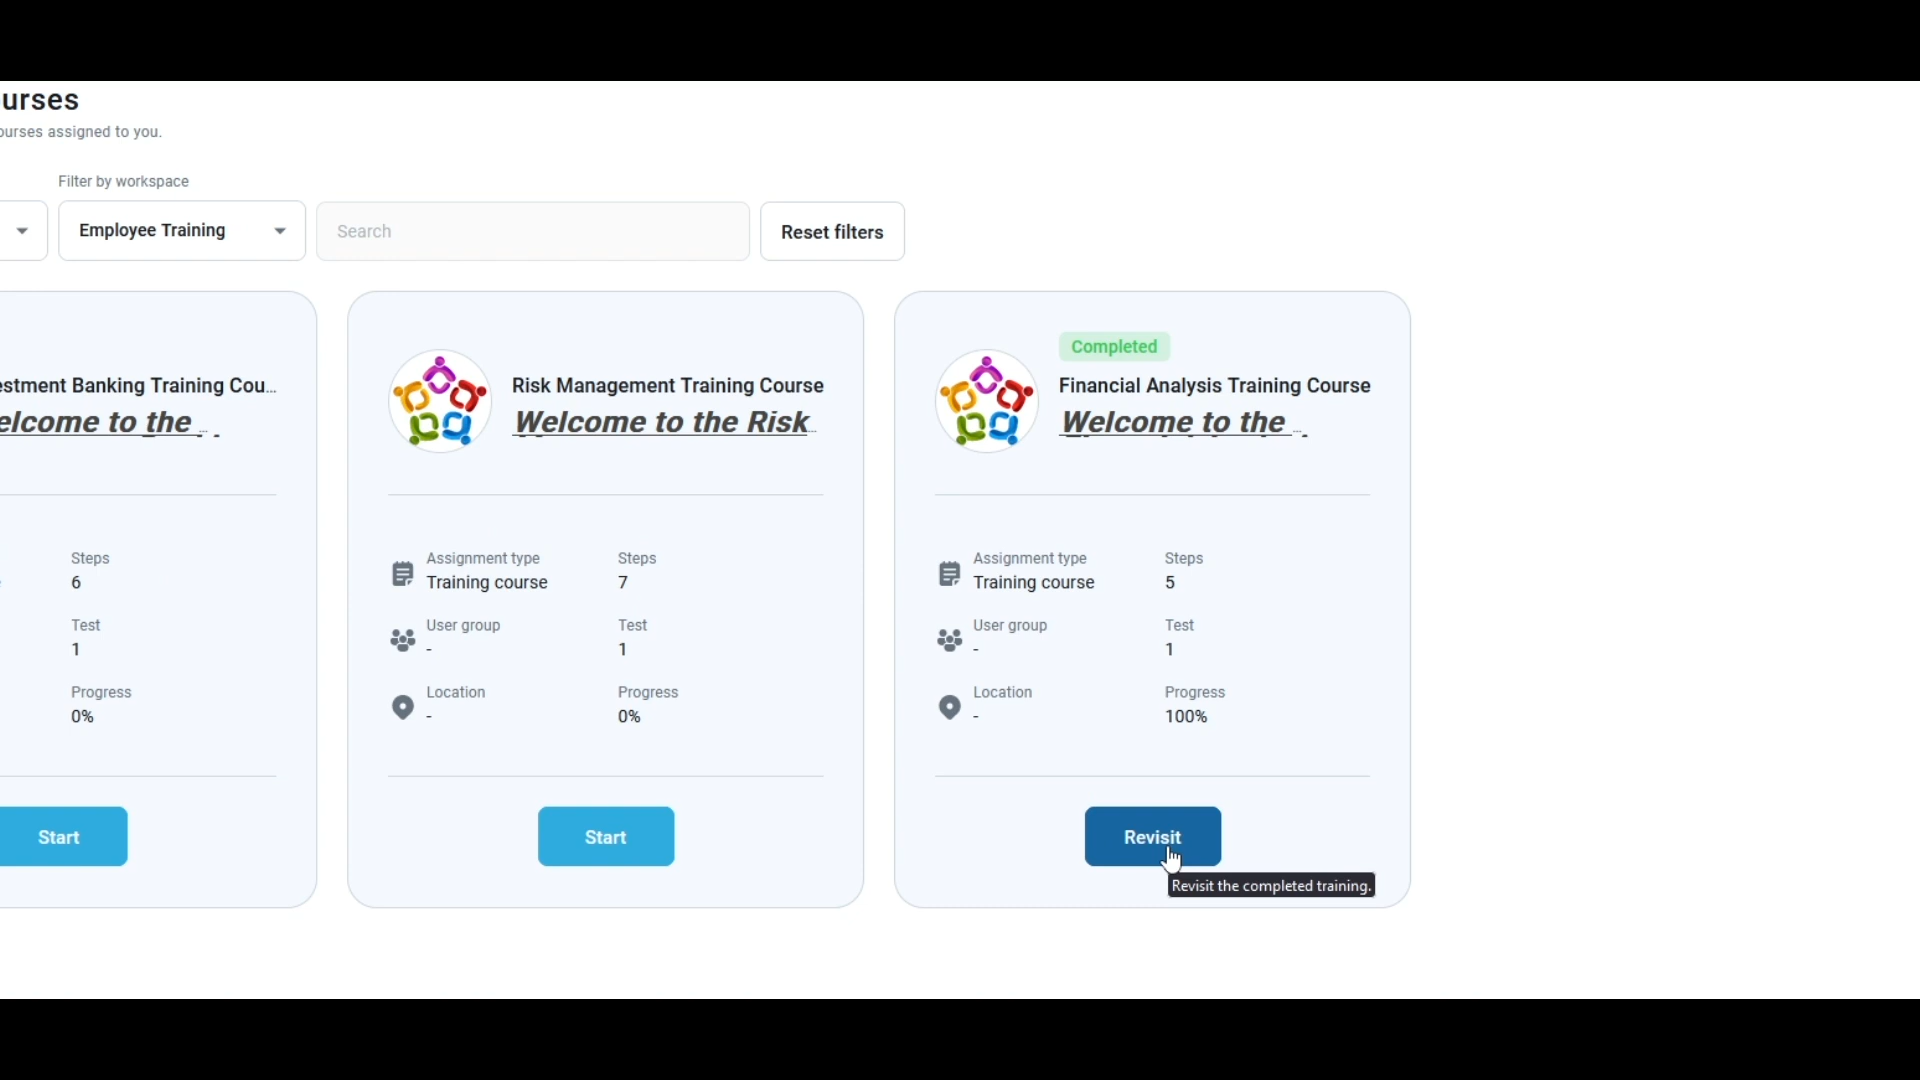 urses
ourses assigned to you.
Filter by workspace
Employee Training
Search
Reset filters
estment Banking Training Cou...
elcome to the ...
Steps
6
Test
1
Progress
0%
Start
Risk Management Training Course
Welcome to the Risk...
Assignment type
Training course
Steps
7
User group
-
Test
1
Location
-
Progress
0%
Start
Completed
Financial Analysis Training Course
Welcome to the ...
Assignment type
Training course
Steps
5
User group
-
Test
1
Location
-
Progress
100%
Revisit
Revisit the completed training.